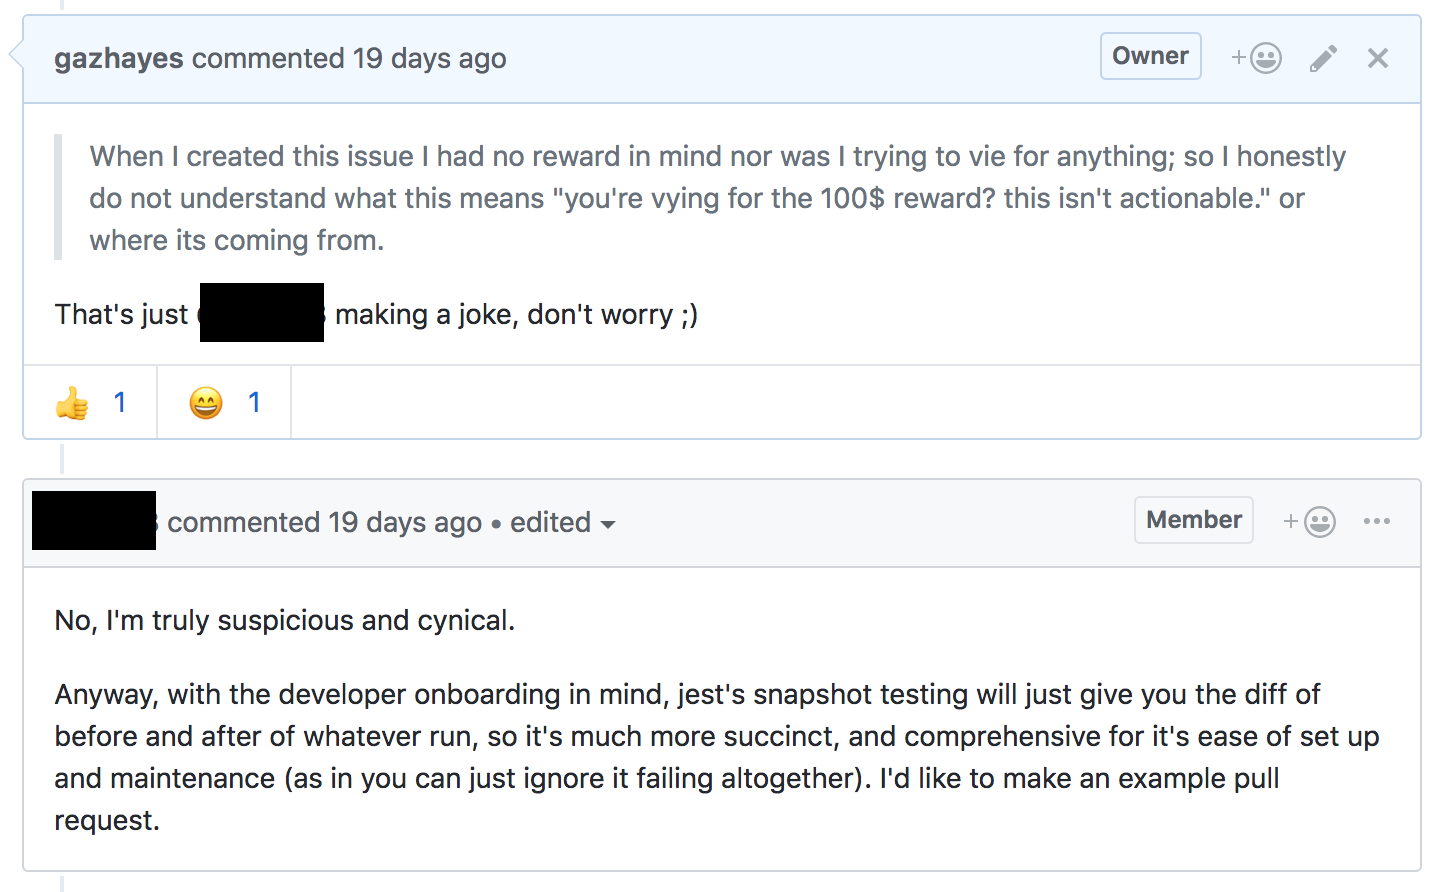 gazhayes commented 19 days ago
Owner
When I created this issue I had no reward in mind nor was I trying to vie for anything; so I honestly
do not understand what this means "you're vying for the 100$ reward? this isn't actionable." or
where its coming from.
That's just making a joke, don't worry ;)
👍 1 😄 1
commented 19 days ago • edited
Member
No, I'm truly suspicious and cynical.
Anyway, with the developer onboarding in mind, jest's snapshot testing will just give you the diff of
before and after of whatever run, so it's much more succinct, and comprehensive for it's ease of set up
and maintenance (as in you can just ignore it failing altogether). I'd like to make an example pull
request.